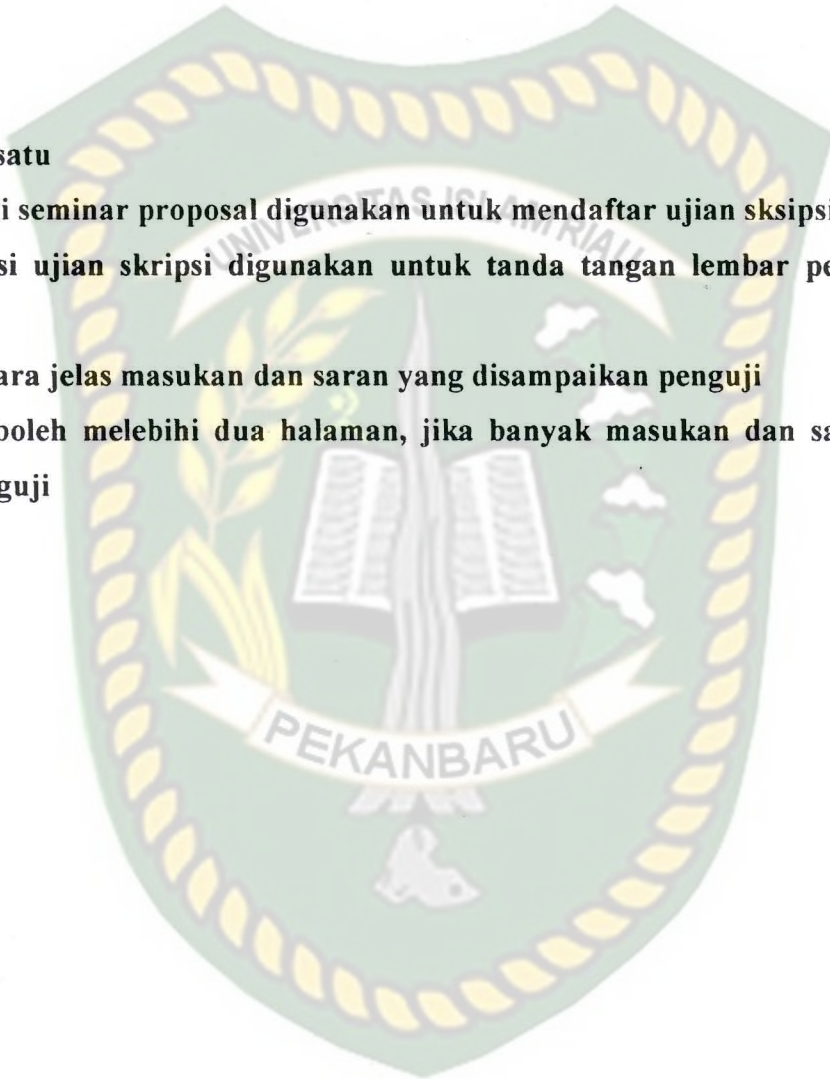 satu
i seminar proposal digunakan untuk mendaftar ujian sksipsi
si ujian skripsi digunakan untuk tanda tangan lembar pe
ara jelas masukan dan saran yang disampaikan penguji
boleh melebihi dua halaman, jika banyak masukan dan sa
guji
UNIVERSITAS ISLAM RIAU
PEKANBARU